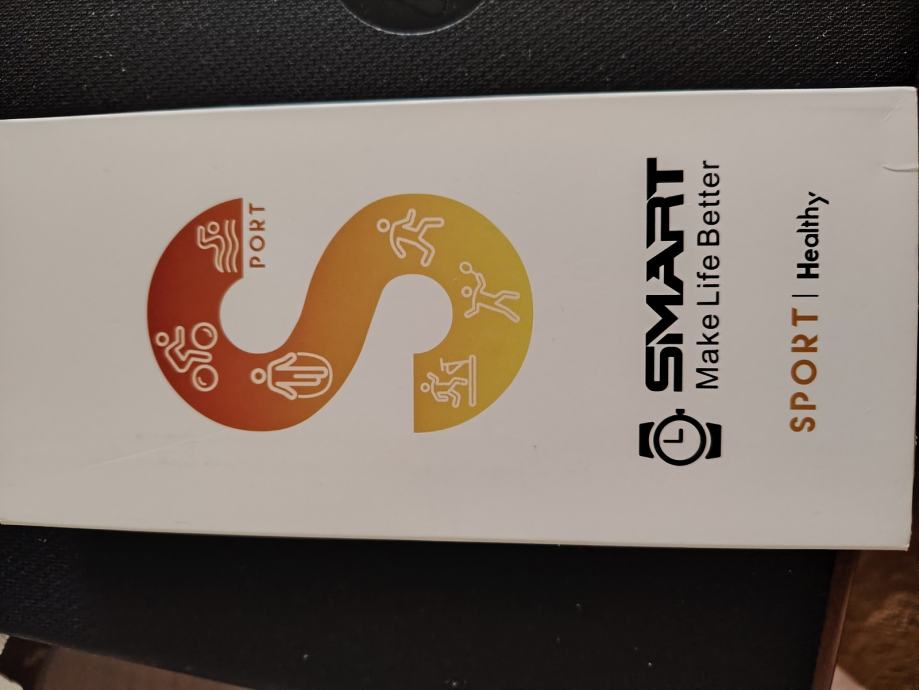 S
PORT
SMART
Make Life Better
SPORT | Healthy